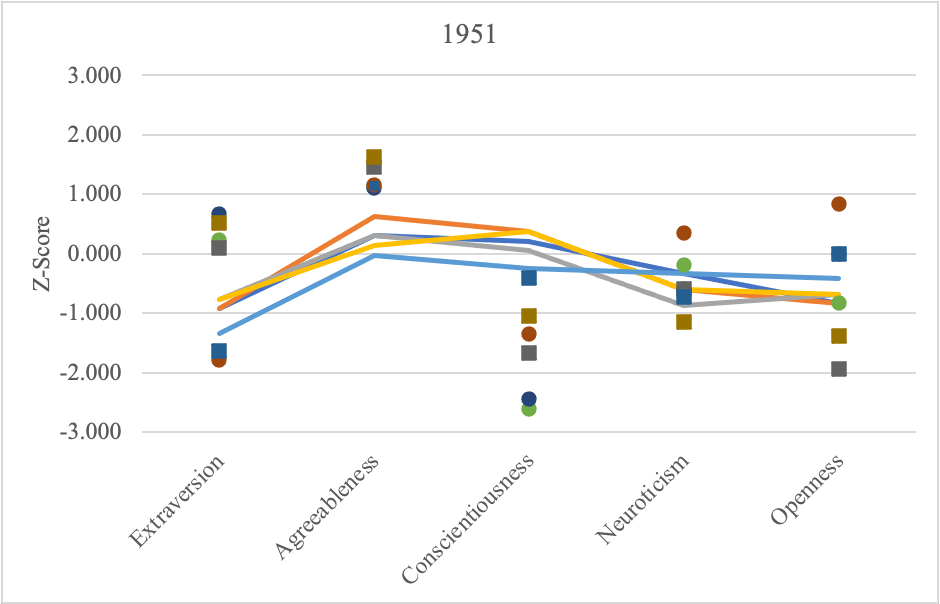 1951
3.000
2.000
1.000
0.000
-1.000
-2.000
-3.000
Z-Score
Extraversion
Agreeableness
Conscientiousness
Neuroticism
Openness